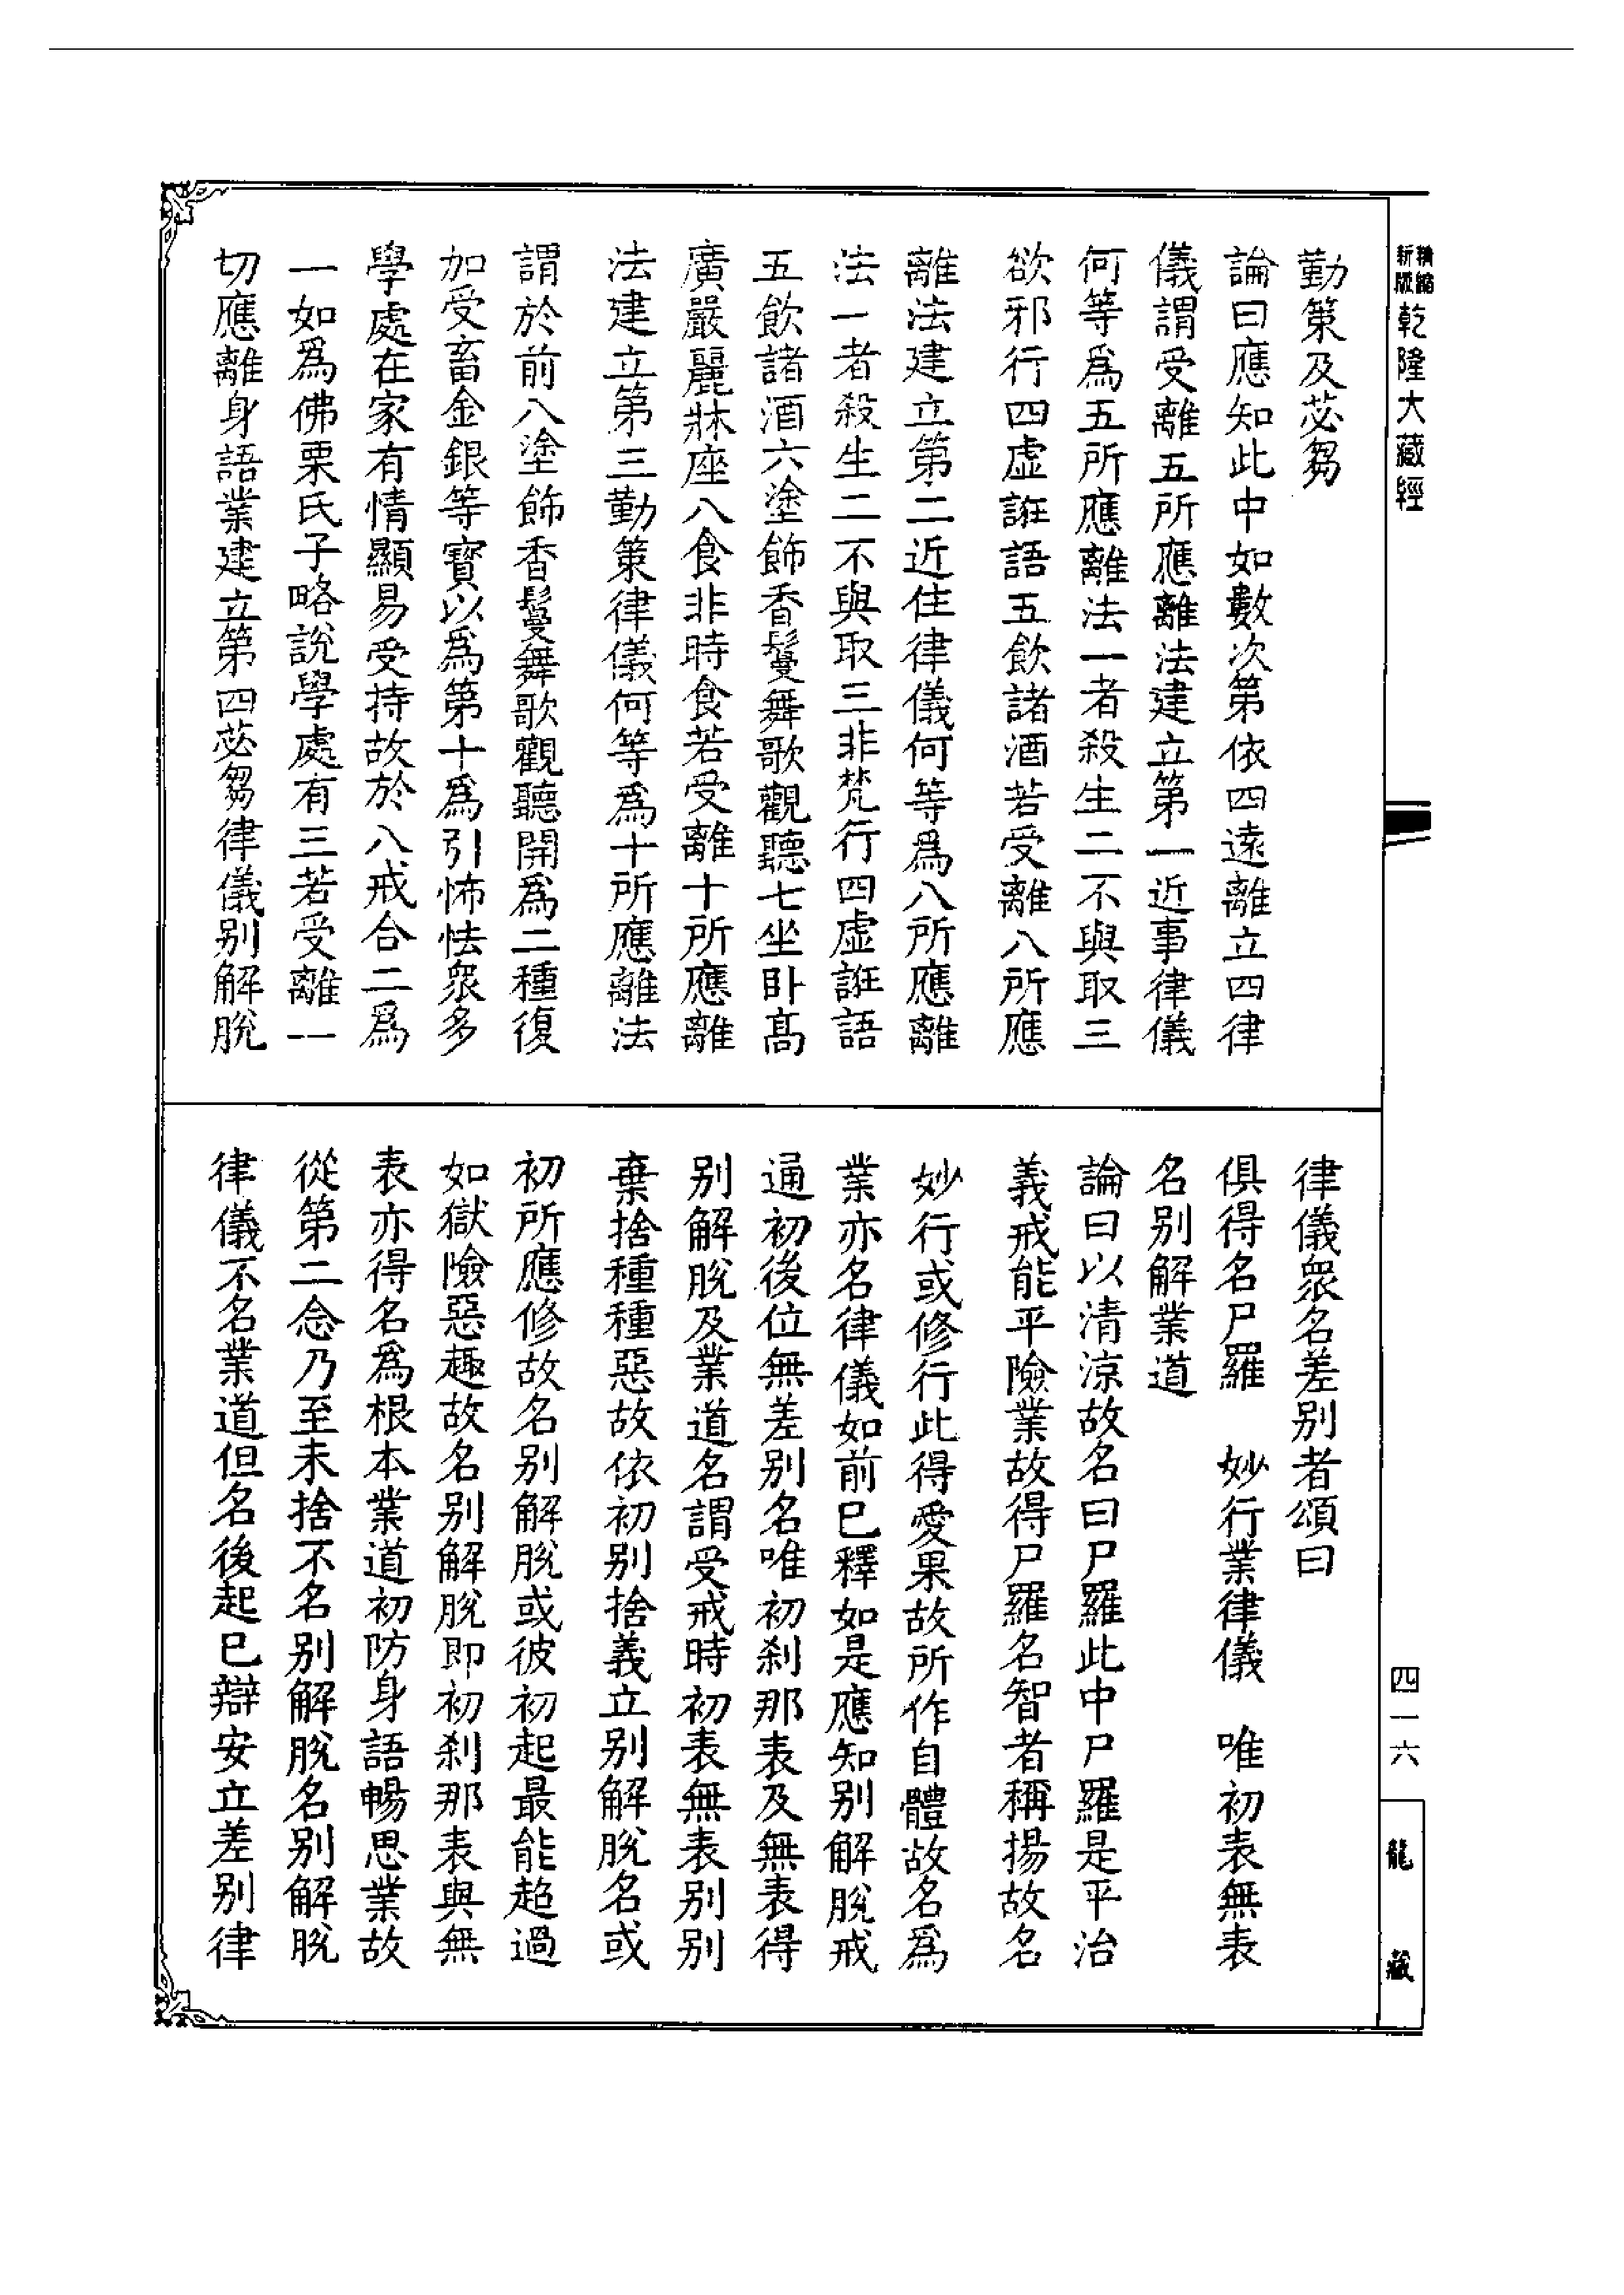 精縮
新版
乾隆大藏經
勤策及苾芻
論曰應知此中如數次第依四遠離立四律
儀謂受離五所應離法建立第一近事律儀
何等爲五所應離法一者殺生二不與取三
欲邪行四虛誑語五飲諸酒若受離八所應
離法建立第二近住律儀何等爲八所應離
法一者殺生二不與取三非梵行四虛誑語
五飲諸酒六塗飾香鬘舞歌觀聽七坐臥高
廣嚴麗牀座八食非時食若受離十所應離
法建立第三勤策律儀何等爲十所應離法
謂於前八塗飾香鬘舞歌觀聽開爲二種復
加受畜金銀等寶以爲第十爲引怖怯衆多
學處在家有情顯易受持故於八戒合二爲
一如爲佛栗氏子略說學處有三若受離一
切應離身語業建立第四苾芻律儀別解脫
律儀衆名差別者頌曰
俱得名尸羅　妙行業律儀　唯初表無表
名別解業道
論曰以清涼故名曰尸羅此中尸羅是平治
義戒能平險業故得尸羅名智者稱揚故名
妙行或修行此得愛果故所作自體故名爲
業亦名律儀如前已釋如是應知別解脫戒
通初後位無差別名唯初刹那表及無表得
別解脫及業道名謂受戒時初表無表別別
棄捨種種惡故依初別捨義立別解脫名或
初所應修故名別解脫或彼初起最能超過
如獄險惡趣故名別解脫即初刹那表與無
表亦得名爲根本業道初防身語暢思業故
從第二念乃至未捨不名別解脫名別解脫
律儀不名業道但名後起已辯安立差別律
四一六
龍藏